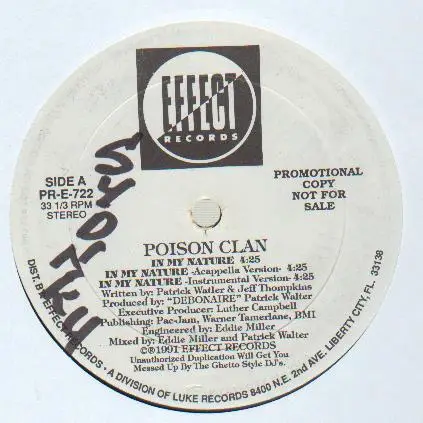 EFFECT
RECORDS
SIDE A
PR-E-722
33 1/3 RPM
STEREO
PROMOTIONAL
COPY
NOT FOR
SALE
POISON CLAN
IN MY NATURE 4:25
IN MY NATURE -Acappella Version- 4:25
IN MY NATURE -Instrumental Version- 4:25
Written by: Patrick Watler & Jeff Thompkins
Produced by: "DEBONAIRE" Patrick Walter
Executive Producer: Luther Campbell
Publishing: Pac-Jam, Warner Tamerlane, BMI
Engineered by: Eddie Miller
Mixed by: Eddie Miller and Patrick Walter
©®1991 EFFECT RECORDS
Unauthorized Duplication Will Get You
Messed Up By The Ghetto Style DJ's.
DIST. BY EFFECT RECORDS - A DIVISION OF LUKE RECORDS 8400 N.E. 2nd AVE. LIBERTY CITY, FL. 33138